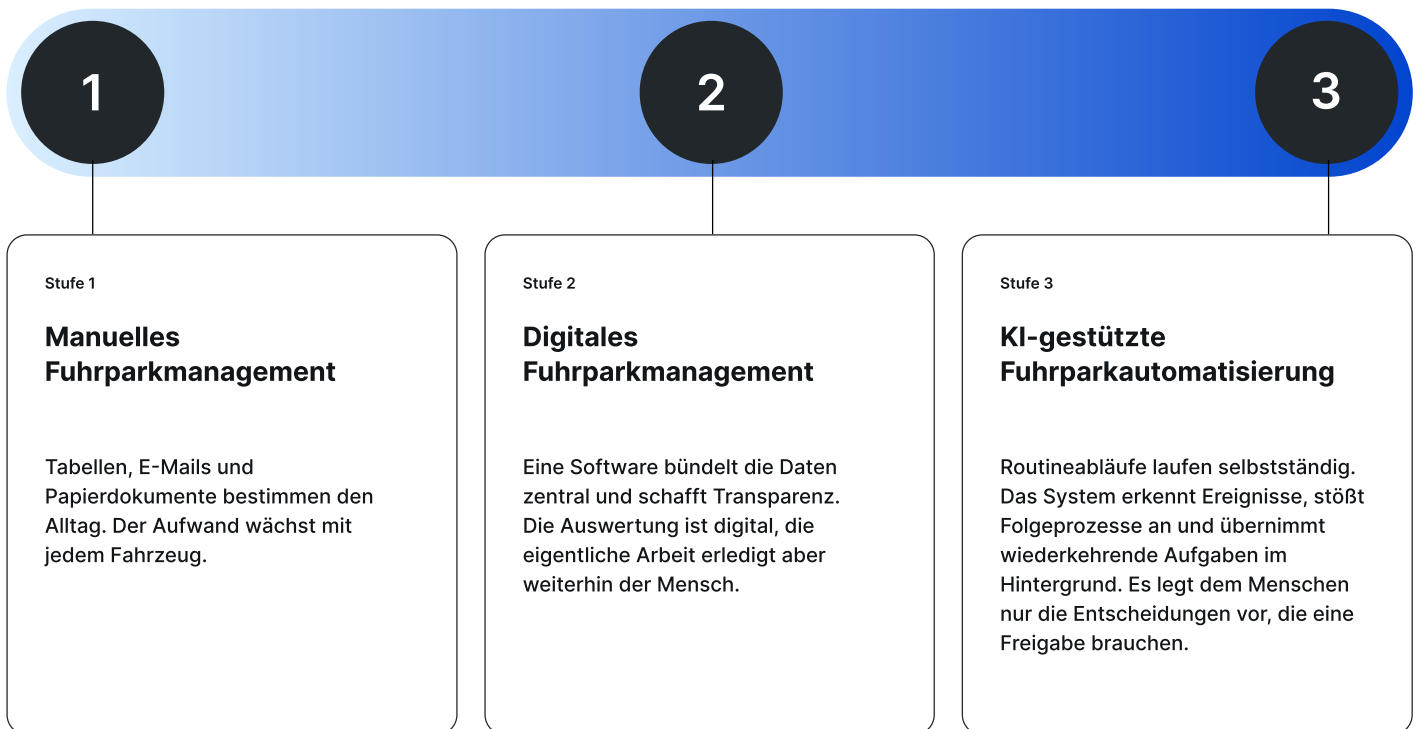 1
2
3
Stufe 1
Manuelles
Fuhrparkmanagement
Tabellen, E-Mails und
Papierdokumente bestimmen den
Alltag. Der Aufwand wächst mit
jedem Fahrzeug.
Stufe 2
Digitales
Fuhrparkmanagement
Eine Software bündelt die Daten
zentral und schafft Transparenz.
Die Auswertung ist digital, die
eigentliche Arbeit erledigt aber
weiterhin der Mensch.
Stufe 3
KI-gestützte
Fuhrparkautomatisierung
Routineabläufe laufen selbstständig.
Das System erkennt Ereignisse, stößt
Folgeprozesse an und übernimmt
wiederkehrende Aufgaben im
Hintergrund. Es legt dem Menschen
nur die Entscheidungen vor, die eine
Freigabe brauchen.